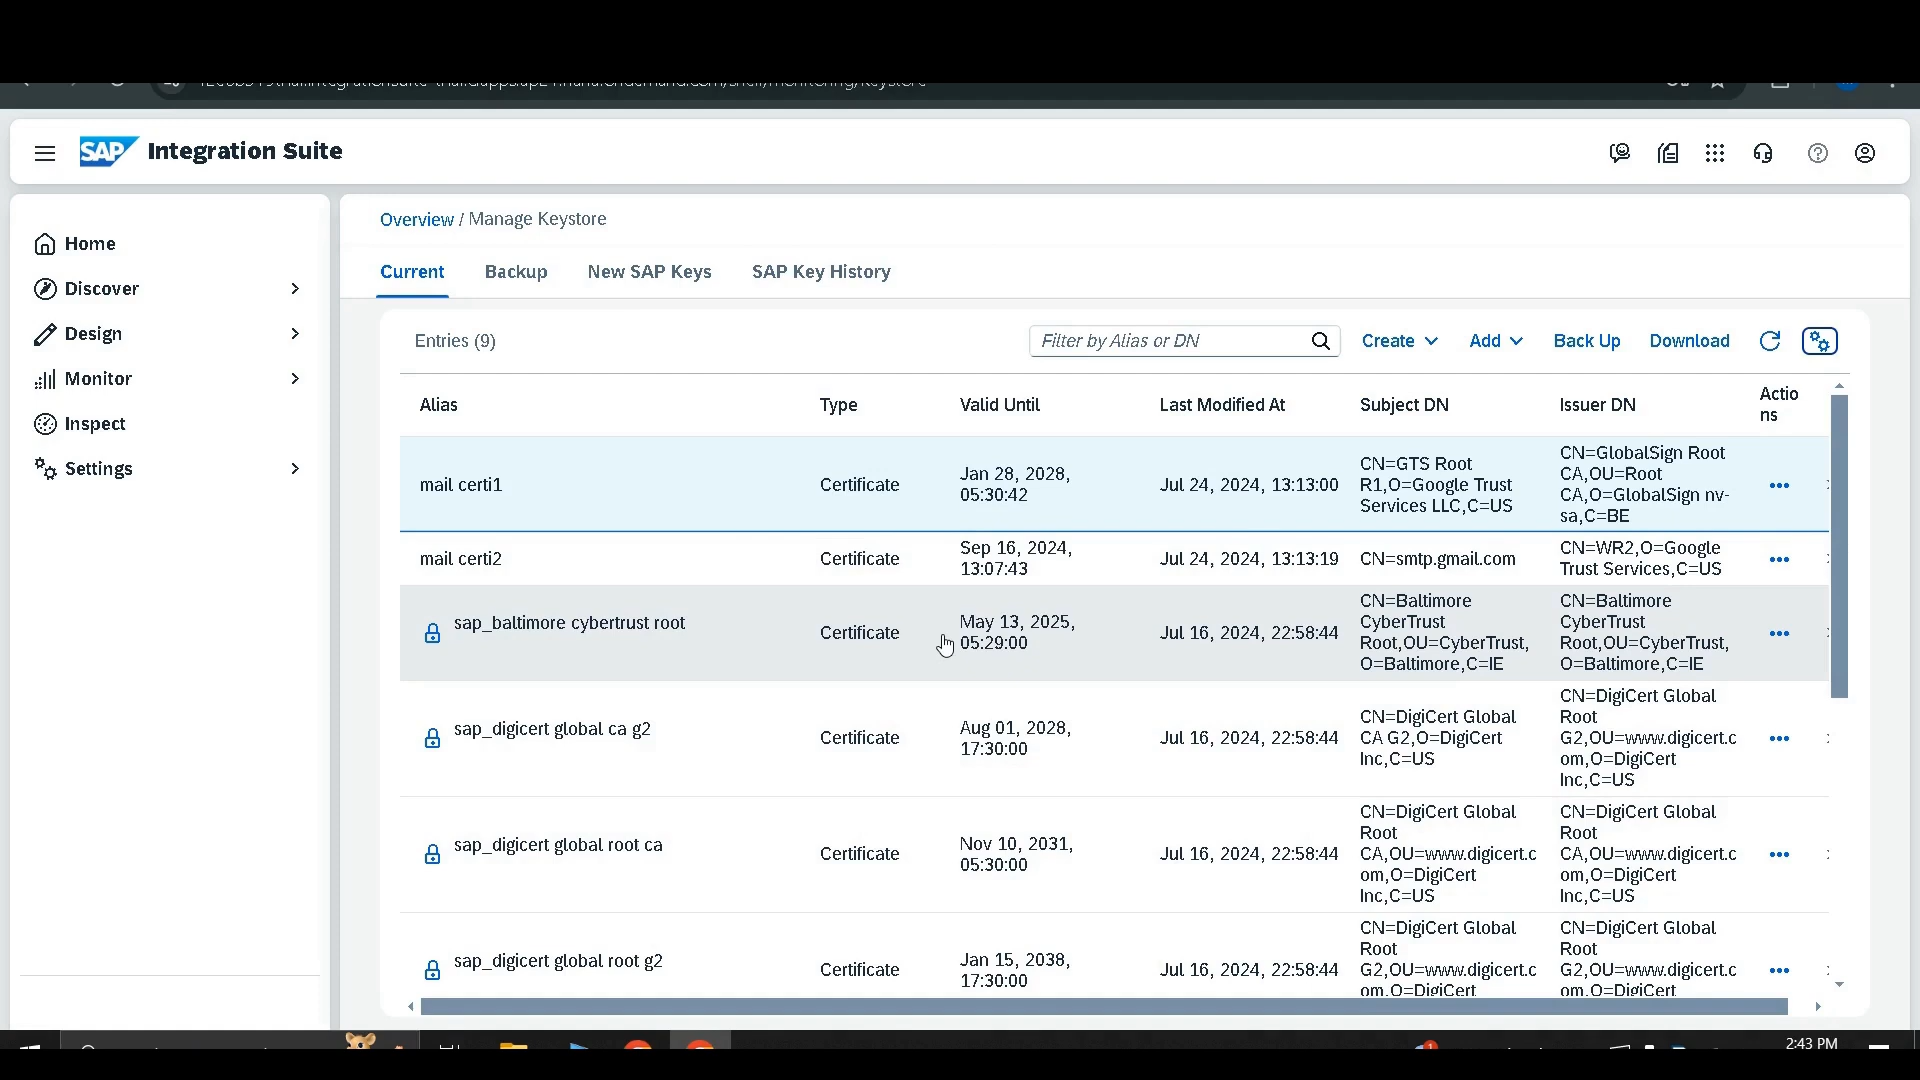 SAP Integration Suite
Home
Discover
Design
Monitor
Inspect
Settings
Overview / Manage Keystore
Current Backup New SAP Keys SAP Key History
Entries (9) Filter by Alias or DN Create Add Back Up Download
Alias Type Valid Until Last Modified At Subject DN Issuer DN Actio
ns
mail certi1 Certificate Jan 28, 2028,
05:30:42
Jul 24, 2024, 13:13:00
CN=GTS Root
R1,O=Google Trust
Services LLC,C=US
CN=GlobalSign Root
CA,OU=Root
CA,O=GlobalSign nv-
sa,C=BE
mail certi2 Certificate Sep 16, 2024,
13:07:43
Jul 24, 2024, 13:13:19
CN=smtp.gmail.com
CN=WR2,O=Google
Trust Services,C=US
sap_baltimore cybertrust root Certificate May 13, 2025,
05:29:00
Jul 16, 2024, 22:58:44
CN=Baltimore
CyberTrust
Root,OU=CyberTrust,
O=Baltimore,C=IE
CN=Baltimore
CyberTrust
Root,OU=CyberTrust,
O=Baltimore,C=IE
sap_digicert global ca g2 Certificate Aug 01, 2028,
17:30:00
Jul 16, 2024, 22:58:44
CN=DigiCert Global
CA G2,O=DigiCert
Inc,C=US
CN=DigiCert Global
Root
G2,OU=www.digicert.c
om,O=DigiCert
Inc,C=US
sap_digicert global root ca Certificate Nov 10, 2031,
05:30:00
Jul 16, 2024, 22:58:44
CN=DigiCert Global
Root
CA,OU=www.digicert.c
om,O=DigiCert
Inc,C=US
CN=DigiCert Global
Root
CA,OU=www.digicert.c
om,O=DigiCert
Inc,C=US
sap_digicert global root g2 Certificate Jan 15, 2038,
17:30:00
Jul 16, 2024, 22:58:44
CN=DigiCert Global
Root
G2,OU=www.digicert.c
om,O=DigiCert
CN=DigiCert Global
Root
G2,OU=www.digicert.c
om,O=DigiCert
1
2:43 PM